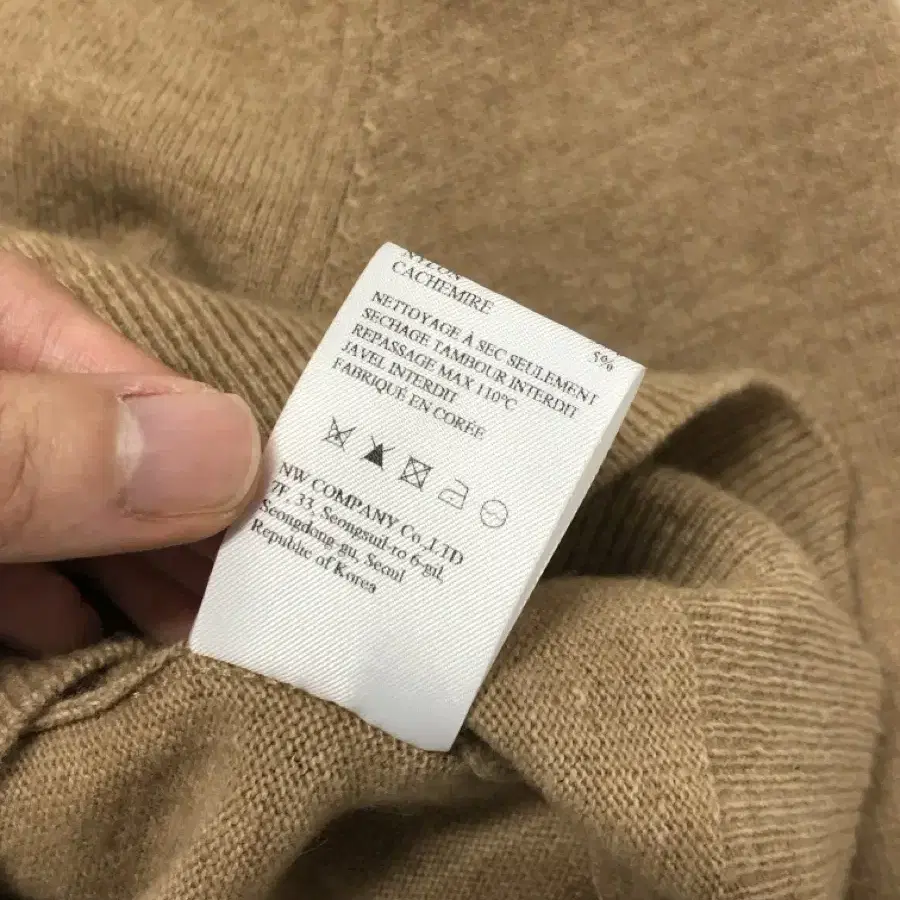 NYLON
CACHEMIRE 5%
NETTOYAGE À SEC SEULEMENT
SECHAGE TAMBOUR INTERDIT
REPASSAGE MAX 110°C
JAVEL INTERDIT
FABRIQUÉ EN CORÉE
NW COMPANY Co.,LTD
7F, 33, Seongsuil-ro 6-gil,
Seongdong-gu, Seoul
Republic of Korea